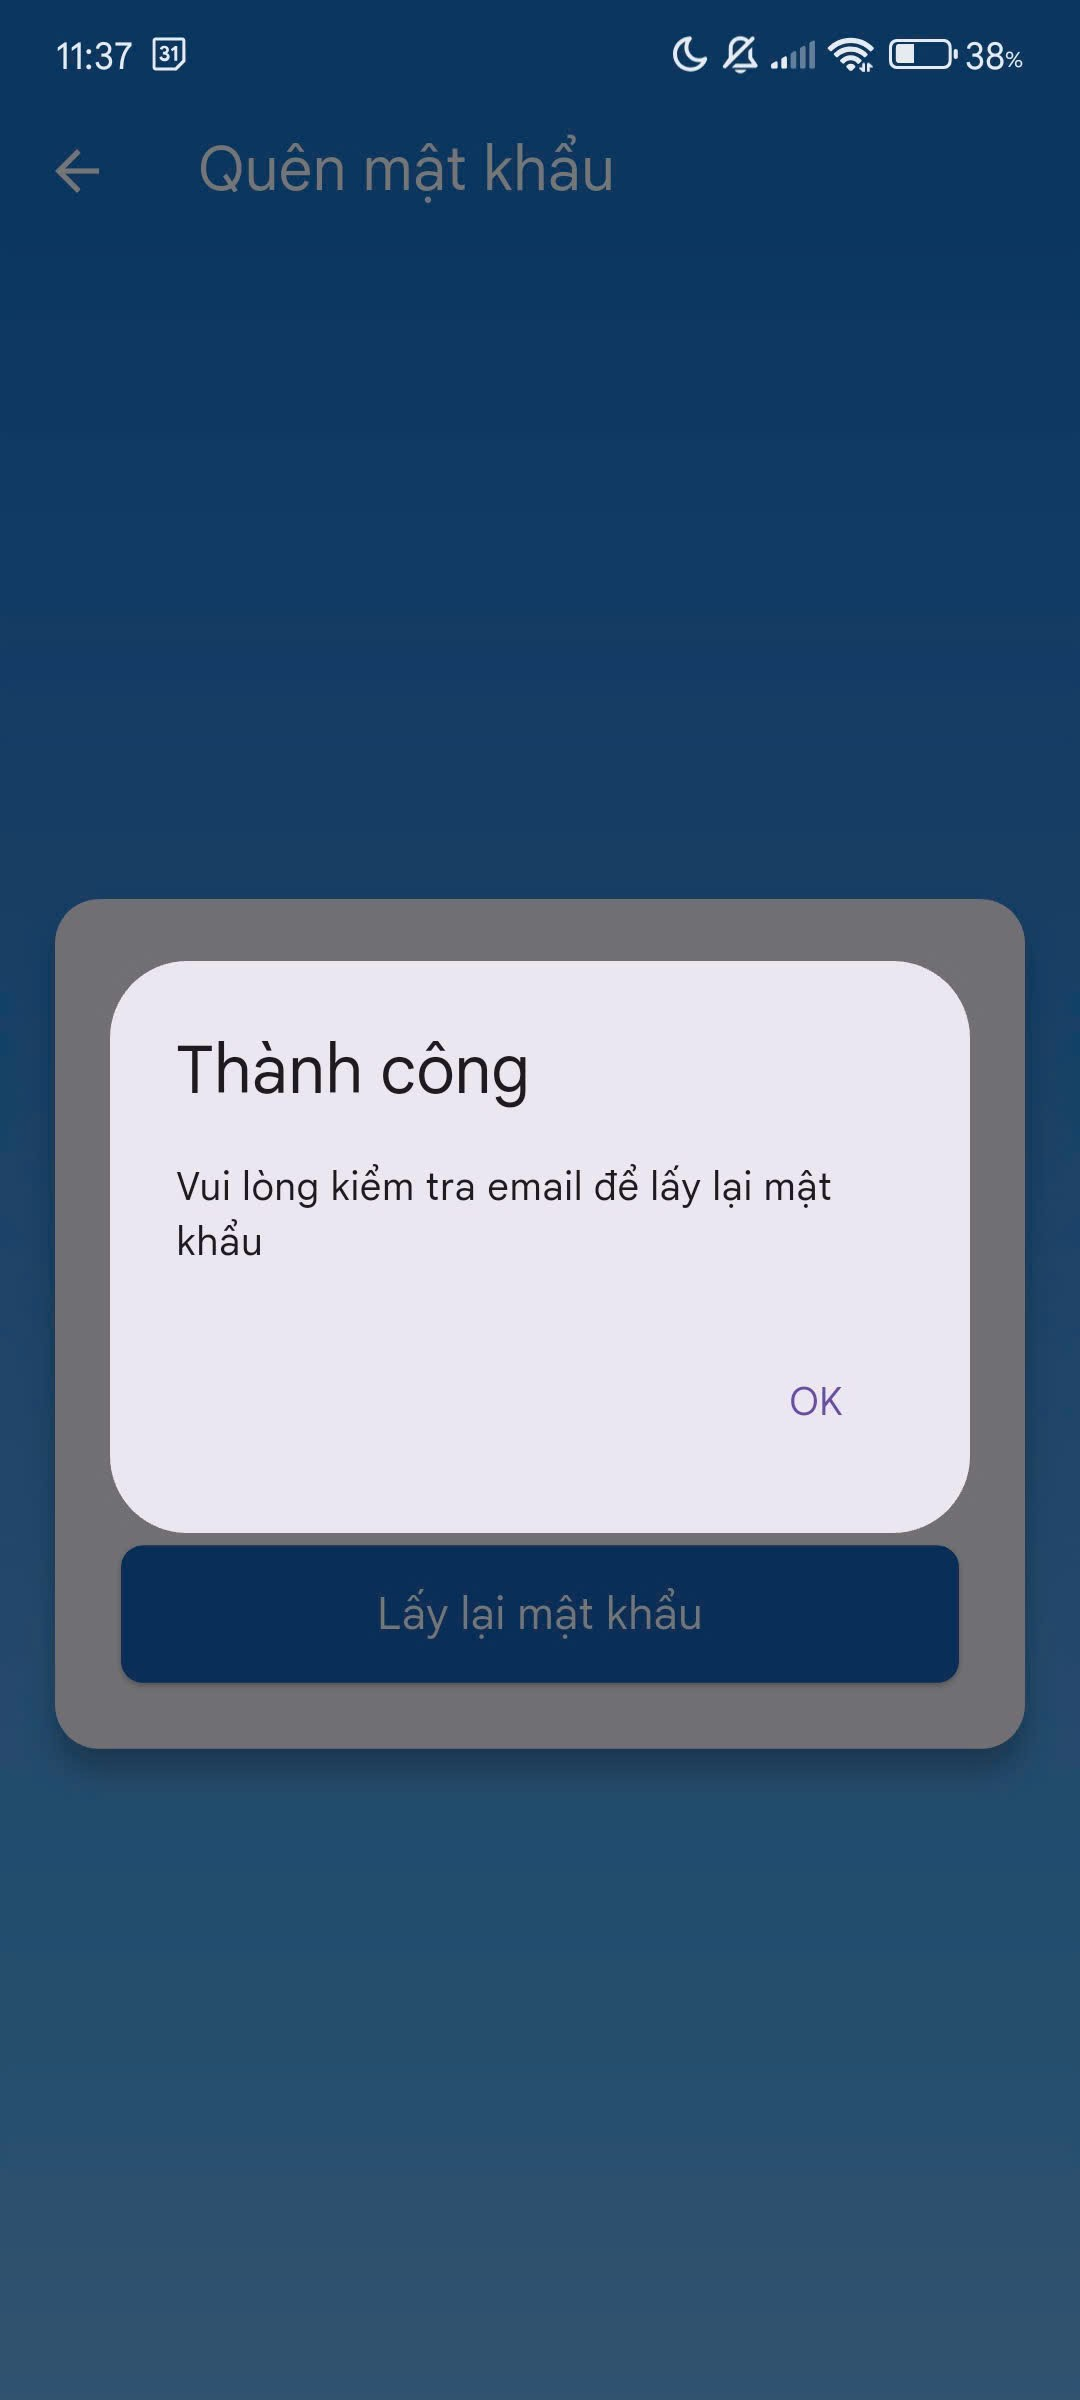 11:37 31 38%
Quên mật khẩu
Thành công
Vui lòng kiểm tra email để lấy lại mật
khẩu
OK
Lấy lại mật khẩu